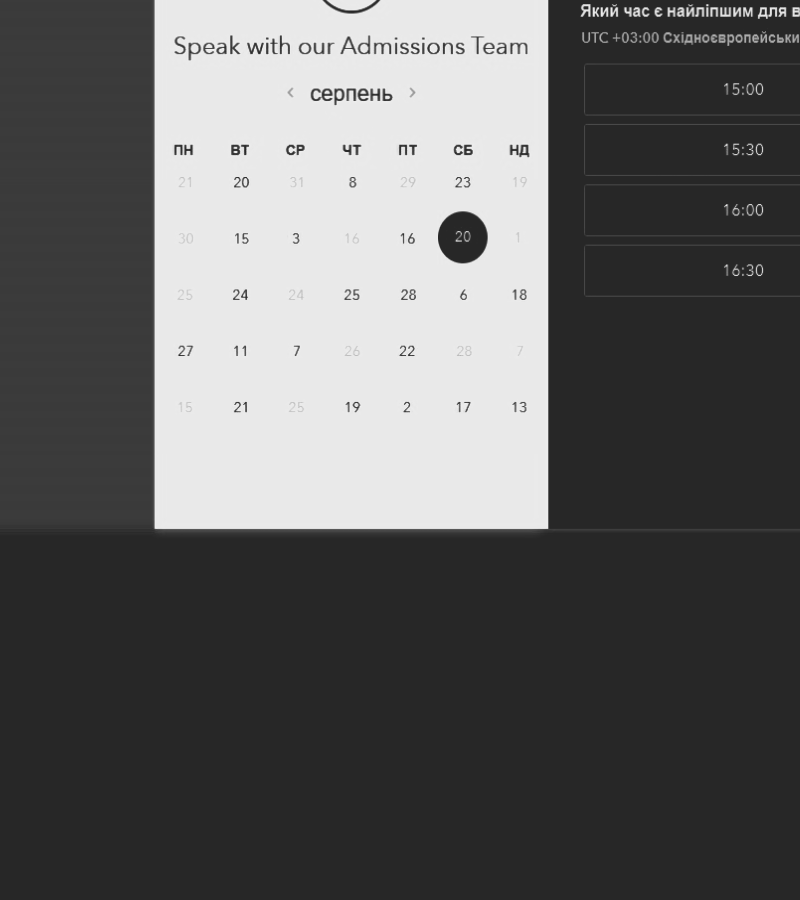 Speak with our Admissions Team
‹ серпень ›
ПН ВТ СР ЧТ ПТ СБ НД
21 20 31 8 29 23 19
30 15 3 16 16 20 1
25 24 24 25 28 6 18
27 11 7 26 22 28 7
15 21 25 19 2 17 13
Який час є найліпшим для в
UTC +03:00 Східноєвропейськи
15:00
15:30
16:00
16:30